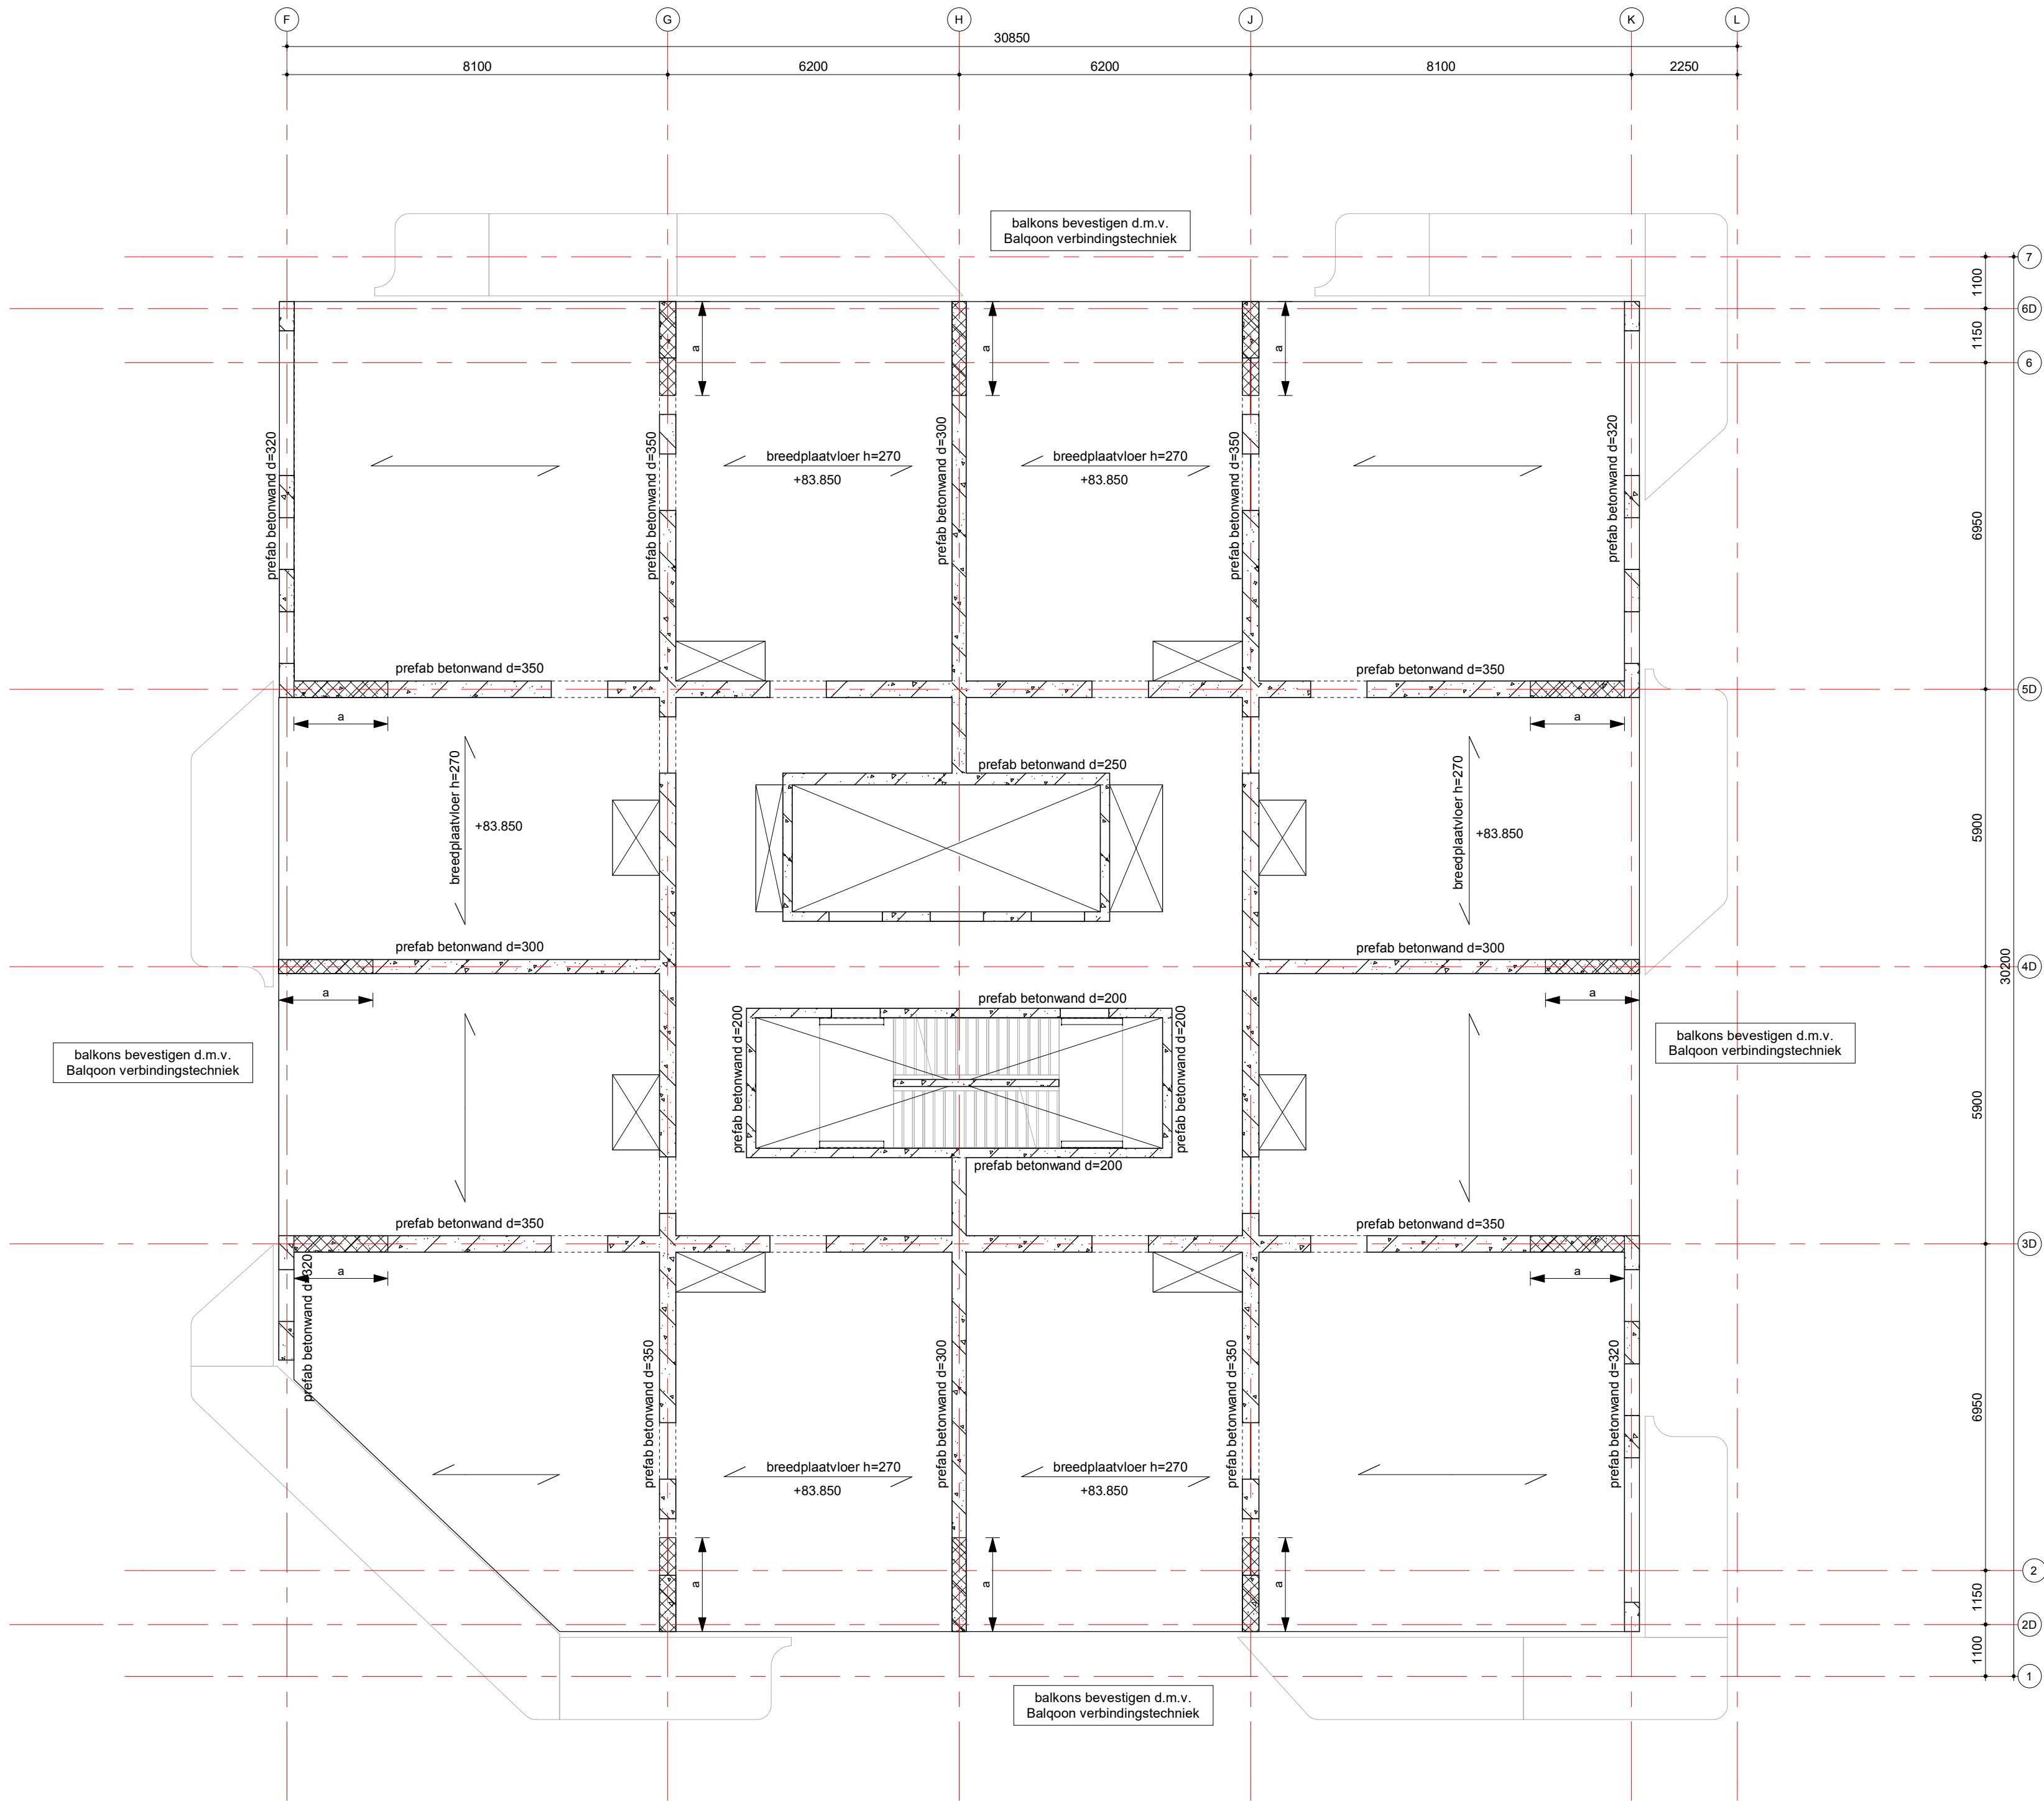 F
G
H
J
K
L
30850
8100
6200
6200
8100
2250
balkons bevestigen d.m.v.
Balqoon verbindingstechniek
7
1100
6D
1150
6
a
a
a
prefab betonwand d=320
prefab betonwand d=350
prefab betonwand d=300
prefab betonwand d=350
prefab betonwand d=320
breedplaatvloer h=270
+83.850
breedplaatvloer h=270
+83.850
6950
prefab betonwand d=350
prefab betonwand d=350
5D
a
a
breedplaatvloer h=270
+83.850
prefab betonwand d=250
breedplaatvloer h=270
+83.850
5900
prefab betonwand d=300
prefab betonwand d=300
4D
30200
a
a
prefab betonwand d=200
prefab betonwand d=200
prefab betonwand d=200
prefab betonwand d=200
balkons bevestigen d.m.v.
Balqoon verbindingstechniek
balkons bevestigen d.m.v.
Balqoon verbindingstechniek
5900
prefab betonwand d=350
prefab betonwand d=350
3D
a
a
prefab betonwand d=320
prefab betonwand d=350
prefab betonwand d=300
prefab betonwand d=350
prefab betonwand d=320
6950
breedplaatvloer h=270
+83.850
breedplaatvloer h=270
+83.850
a
a
a
2
1150
2D
1100
1
balkons bevestigen d.m.v.
Balqoon verbindingstechniek